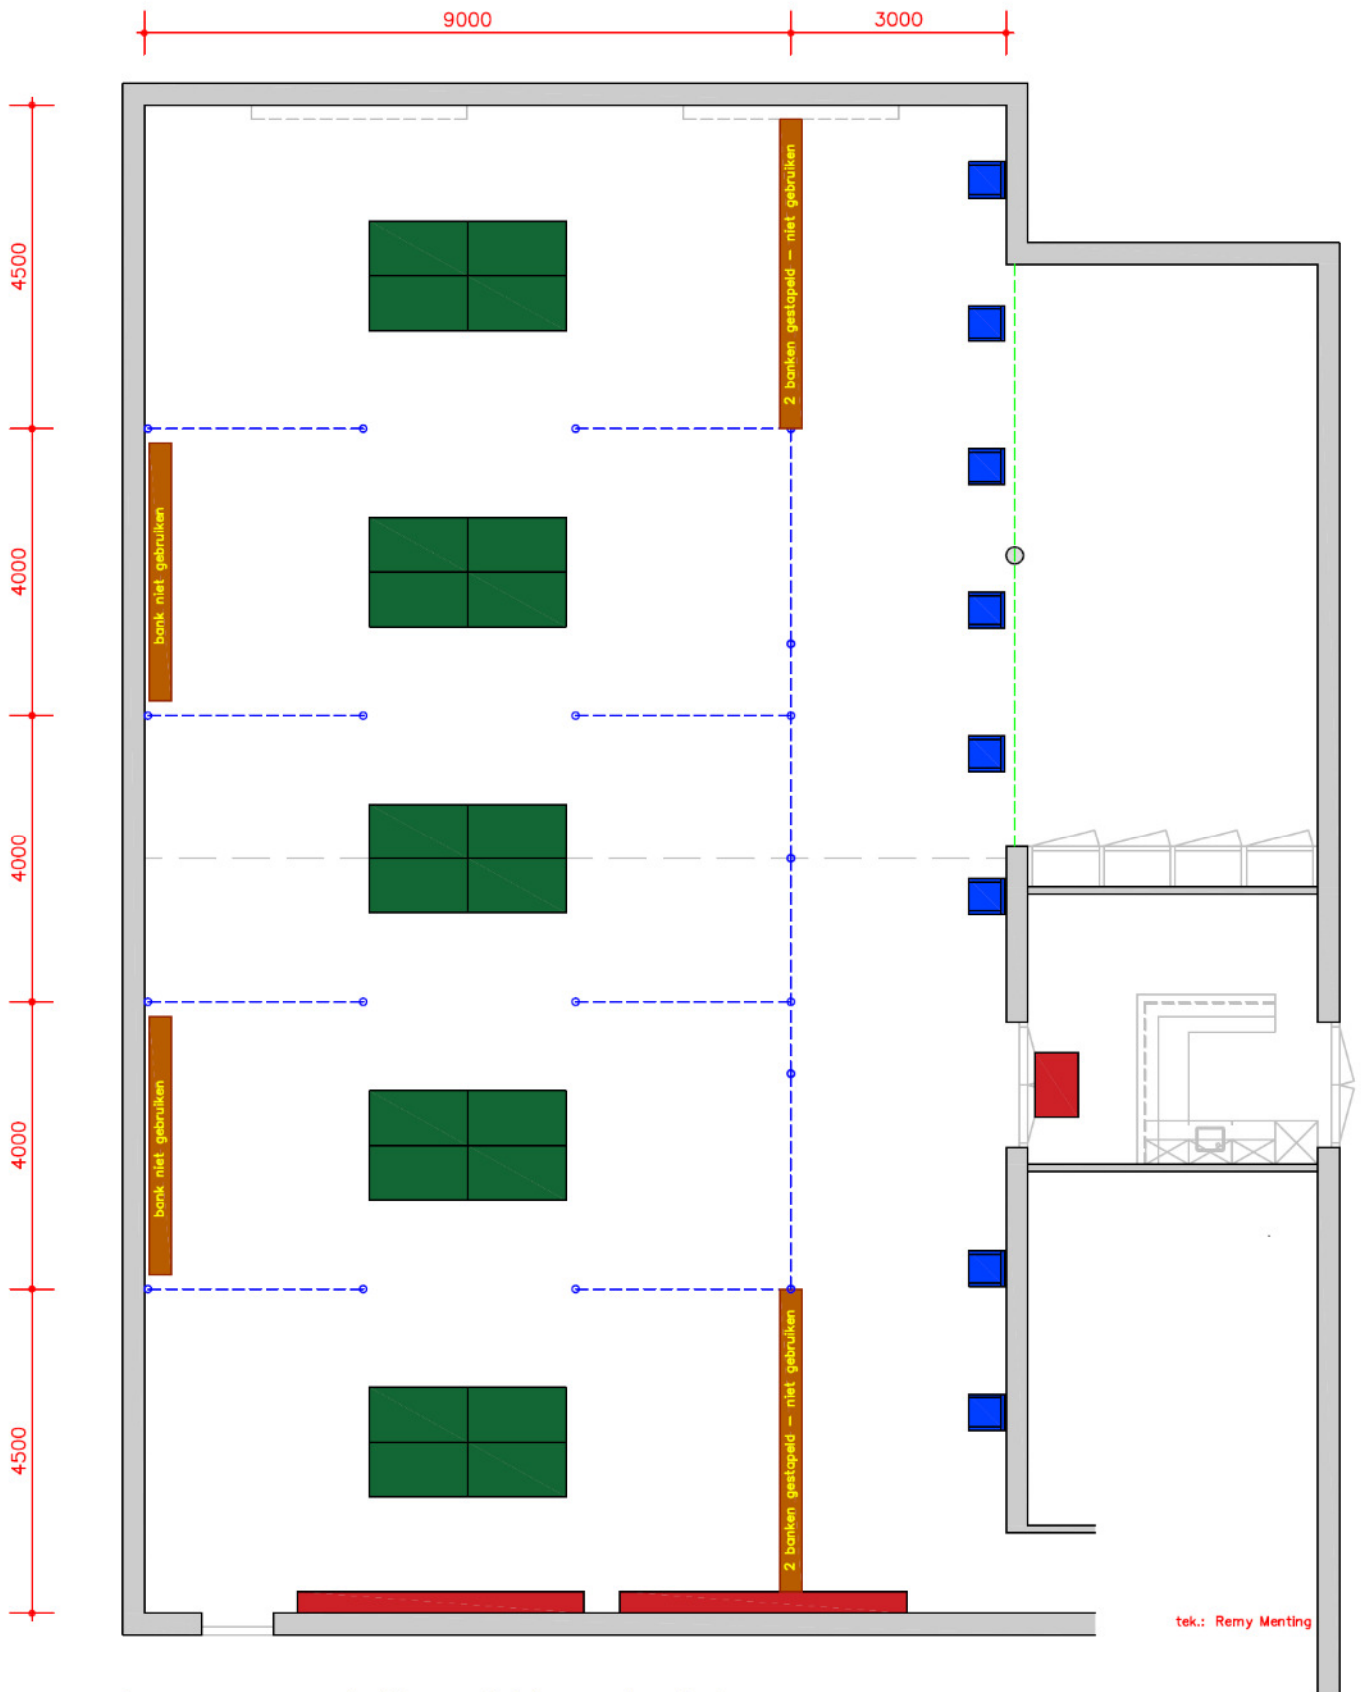 9000
3000
4500
2 banken gestapeld – niet gebruiken
4000
bank niet gebruiken
4000
4000
bank niet gebruiken
4500
2 banken gestapeld – niet gebruiken
tek.: Remy Menting